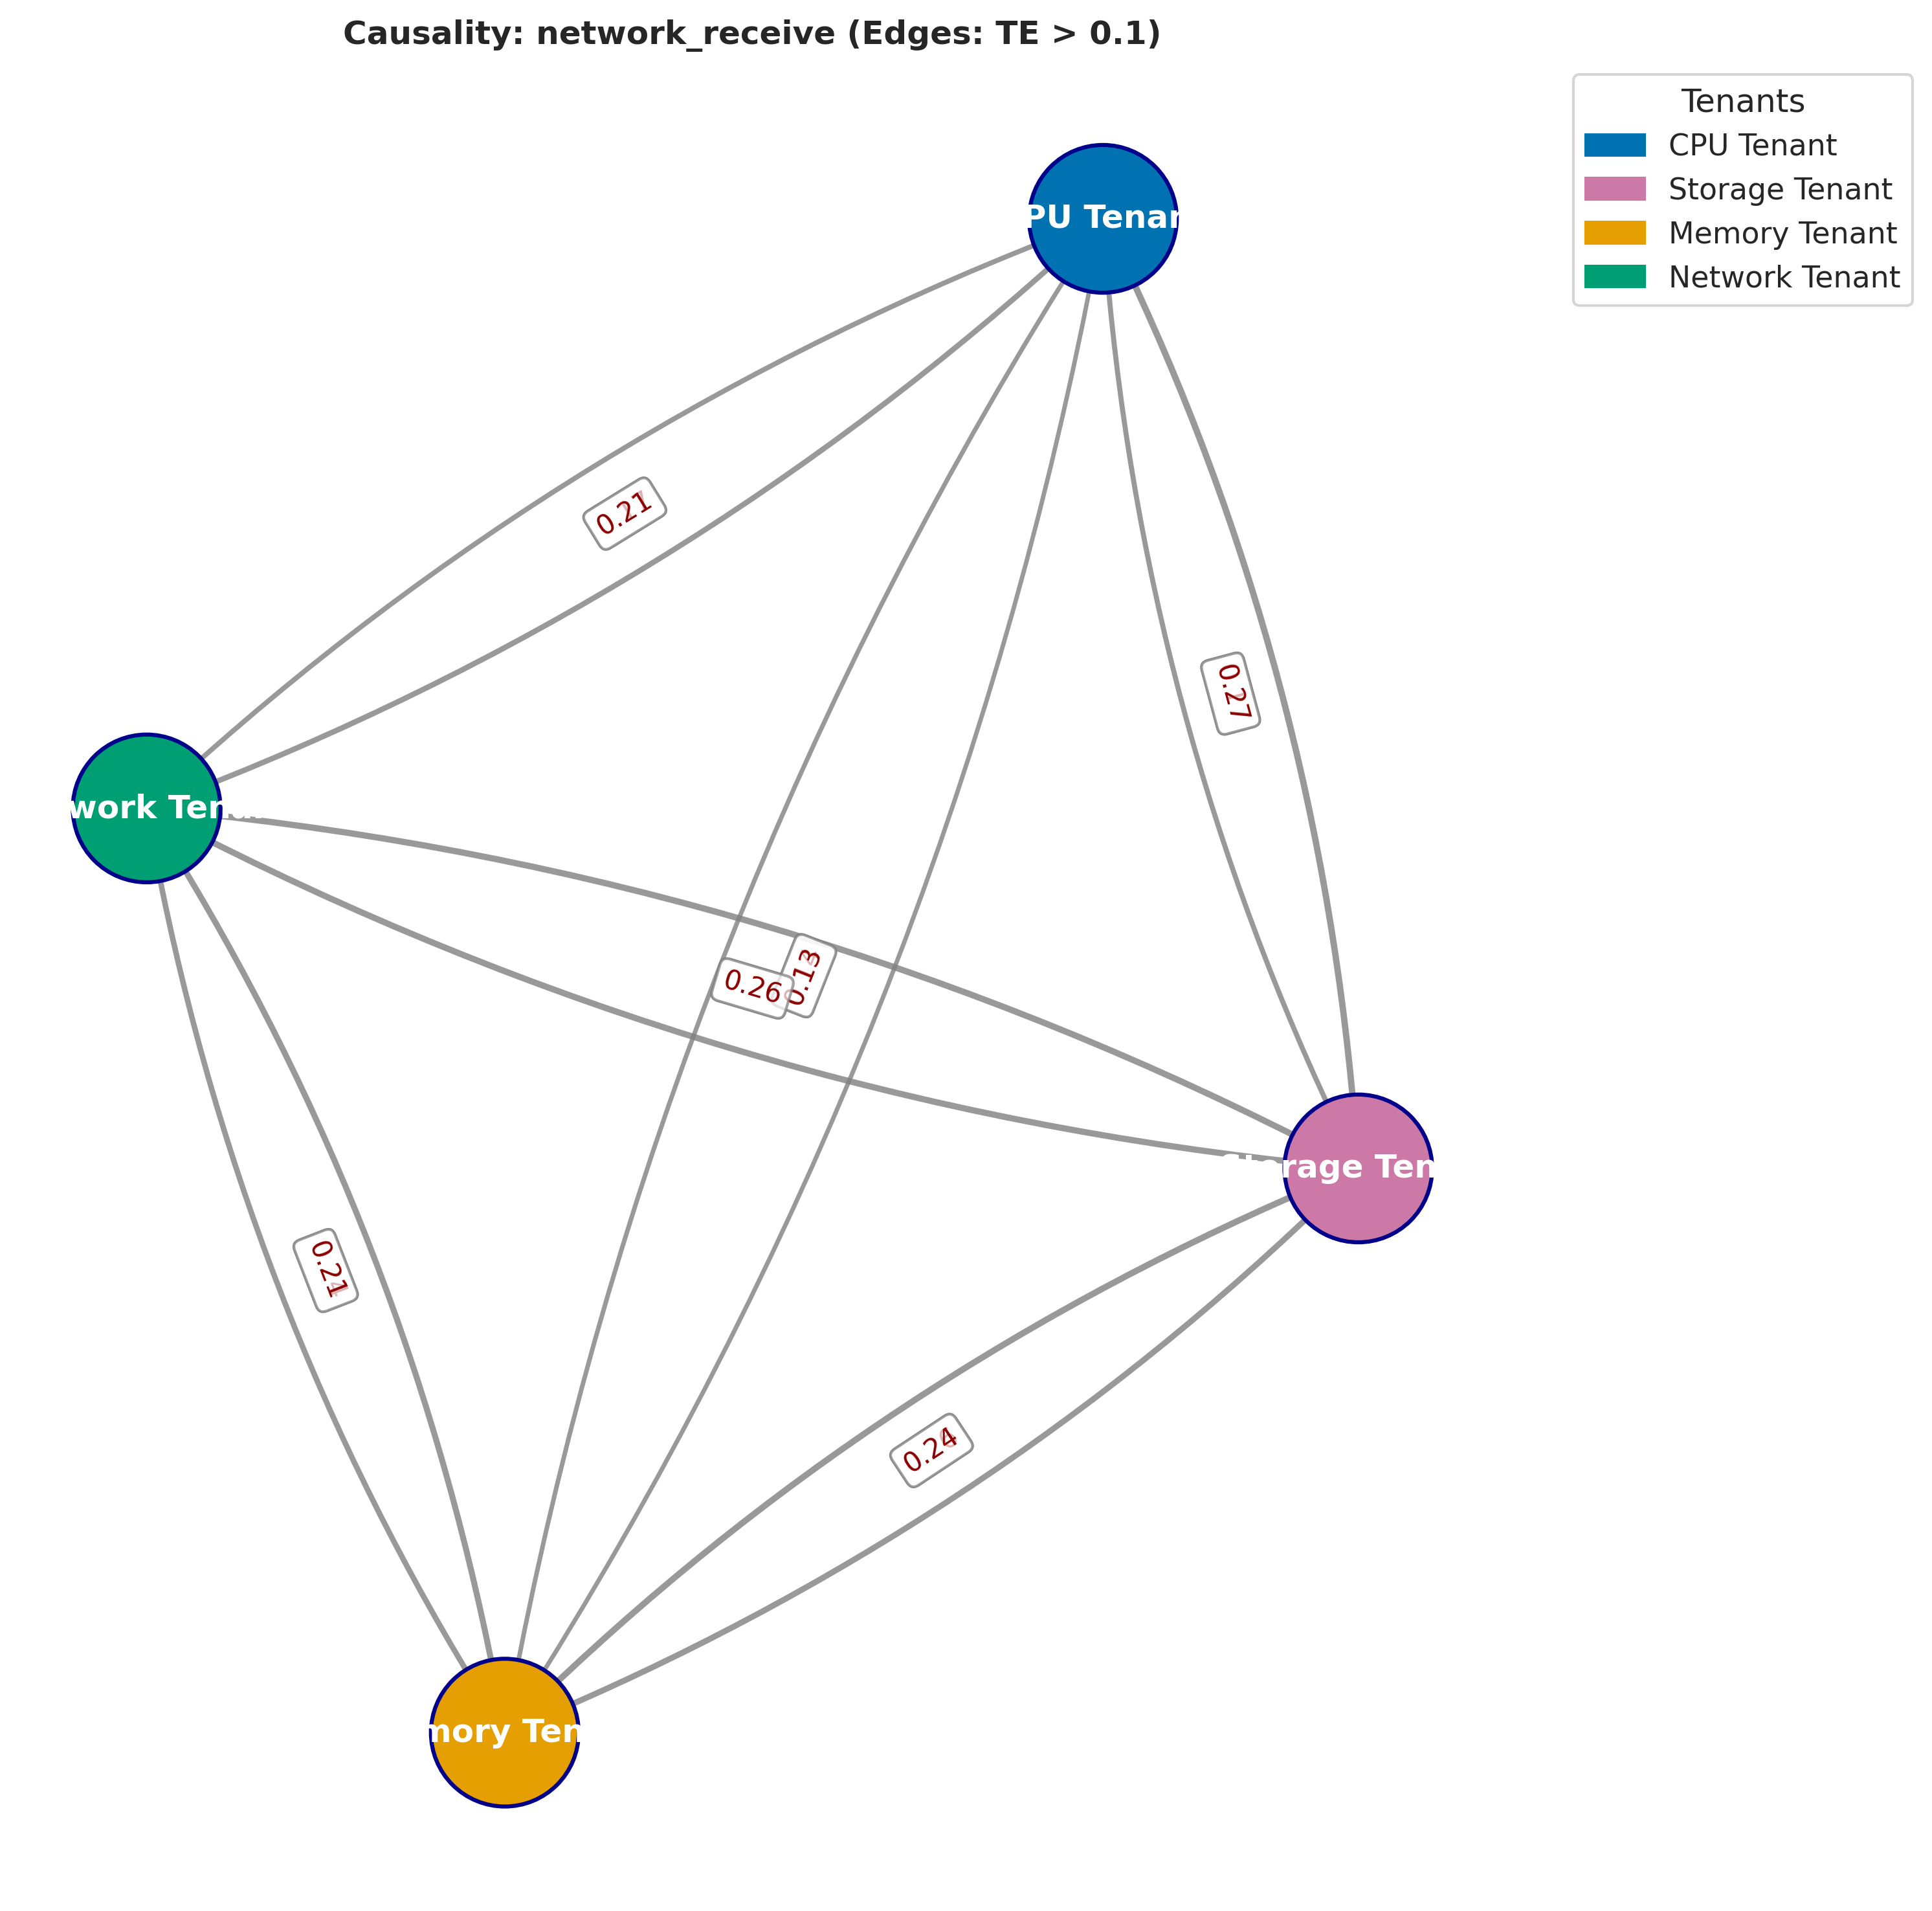 Causality: network_receive (Edges: TE > 0.1)
Tenants
CPU Tenant
Storage Tenant
Memory Tenant
Network Tenant
PU Tenan
0.21
0.27
work Ten
0.13
0.26
rage Ten
0.21
0.24
mory Ten